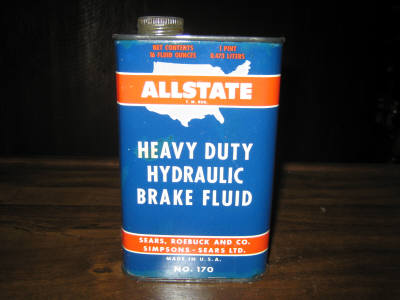 NET CONTENTS 1 PINT
16 FLUID OUNCES 0.473 LITERS
ALLSTATE
T. M. REG.
HEAVY DUTY
HYDRAULIC
BRAKE FLUID
SEARS, ROEBUCK AND CO.
SIMPSONS-SEARS LTD.
MADE IN U.S.A.
NO. 170